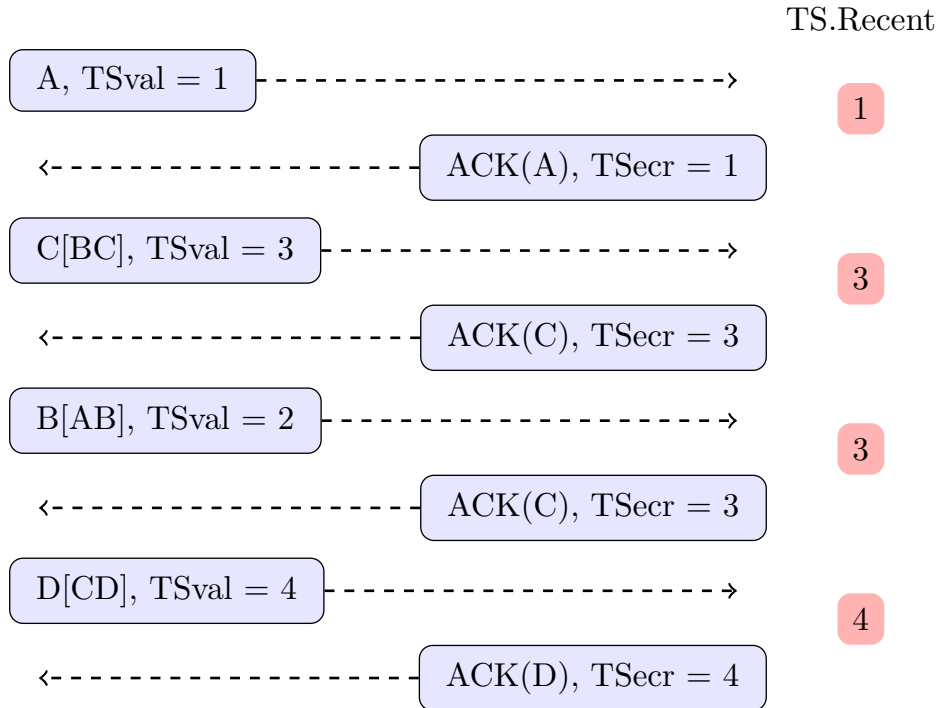 TS.Recent
A, TSval = 1
1
ACK(A), TSecr = 1
C[BC], TSval = 3
3
ACK(C), TSecr = 3
B[AB], TSval = 2
3
ACK(C), TSecr = 3
D[CD], TSval = 4
4
ACK(D), TSecr = 4